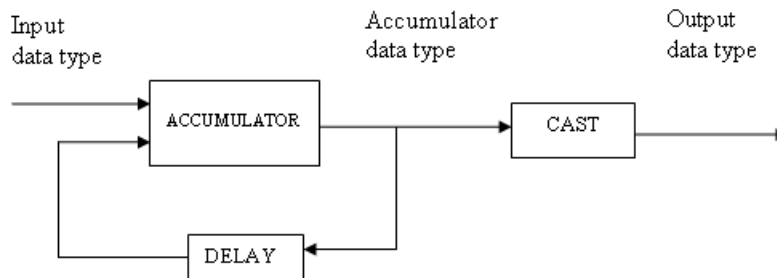 Input
data type
Accumulator
data type
Output
data type
ACCUMULATOR
CAST
DELAY